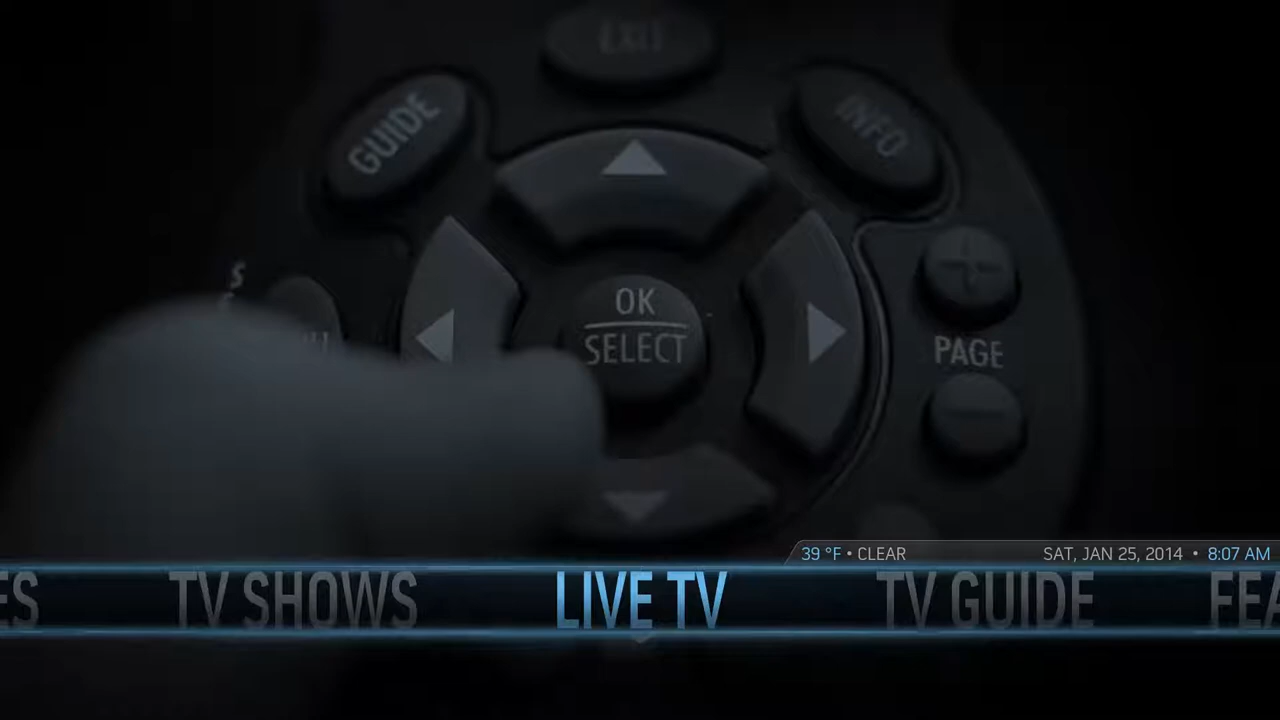 EXIT
GUIDE
INFO
OK
SELECT
PAGE
39 °F • CLEAR
SAT, JAN 25, 2014 • 8:07 AM
TV SHOWS
LIVE TV
TV GUIDE